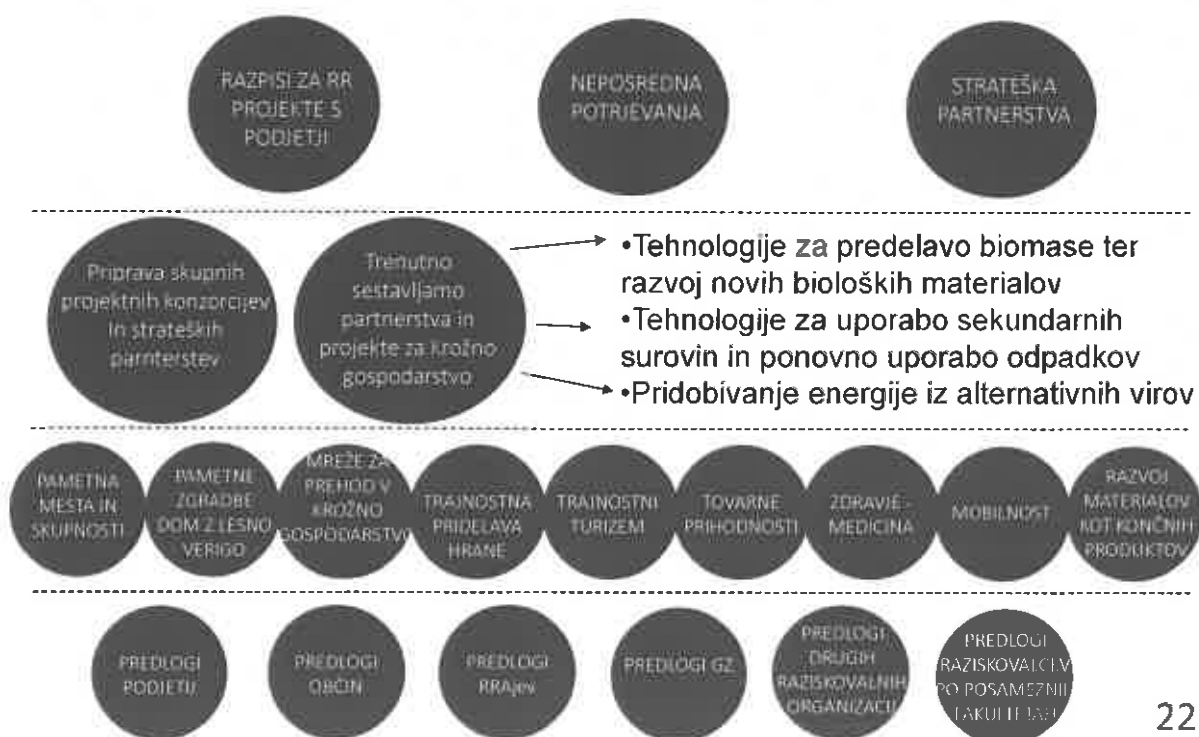 RAZPISI ZA RR
PROJEKTE S
PODJETJI
NEPOSREDNA
POTRJEVANJA
STRATEŠKA
PARTNERSTVA
Priprava skupnih
projektnih konzorcijev
in strateških
parnterstev
Trenutno
sestavljamo
partnerstva in
projekte za krožno
gospodarstvo
•Tehnologije za predelavo biomase ter
razvoj novih bioloških materialov
•Tehnologije za uporabo sekundarnih
surovin in ponovno uporabo odpadkov
•Pridobivanje energije iz alternativnih virov
PAMETNA
MESTA IN
SKUPNOSTI
PAMETNE
ZGRADBE
DOM Z LESNO
VERIGO
MREŽE ZA
PREHOD V
KROŽNO
GOSPODARSTVO
TRAJNOSTNA
PRIDELAVA
HRANE
TRAJNOSTNI
TURIZEM
TOVARNE
PRIHODNOSTI
ZDRAVJE -
MEDICINA
MOBILNOST
RAZVOJ
MATERIALOV
KOT KONČNIH
PRODUKTOV
PREDLOGI
PODJETIJ
PREDLOGI
OBČIN
PREDLOGI
RRAjev
PREDLOGI GZ
PREDLOGI
DRUGIH
RAZISKOVALNIH
ORGANIZACIJ
PREDLOGI
RAZISKOVALCEV
PO POSAMEZNIH
FAKULTETAH
22